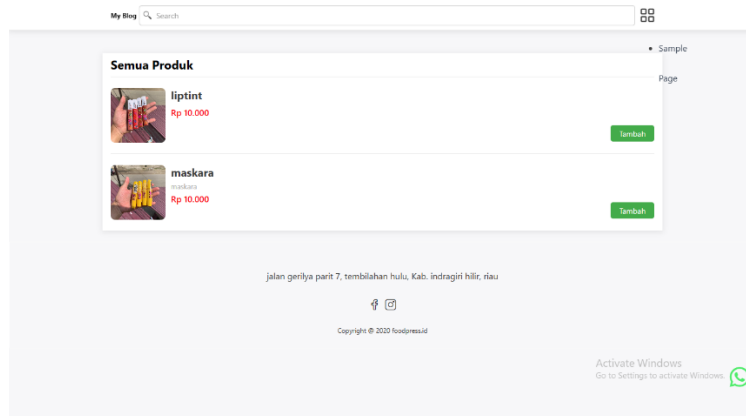 My Blog
Search
Sample
Page
Semua Produk
liptint
Rp 10.000
Tambah
maskara
maskara
Rp 10.000
Tambah
jalan gerilya parit 7, tembilahan hulu, Kab. indragiri hilir, riau
Copyright @ 2020 foodpress.id
Activate Windows
Go to Settings to activate Windows.